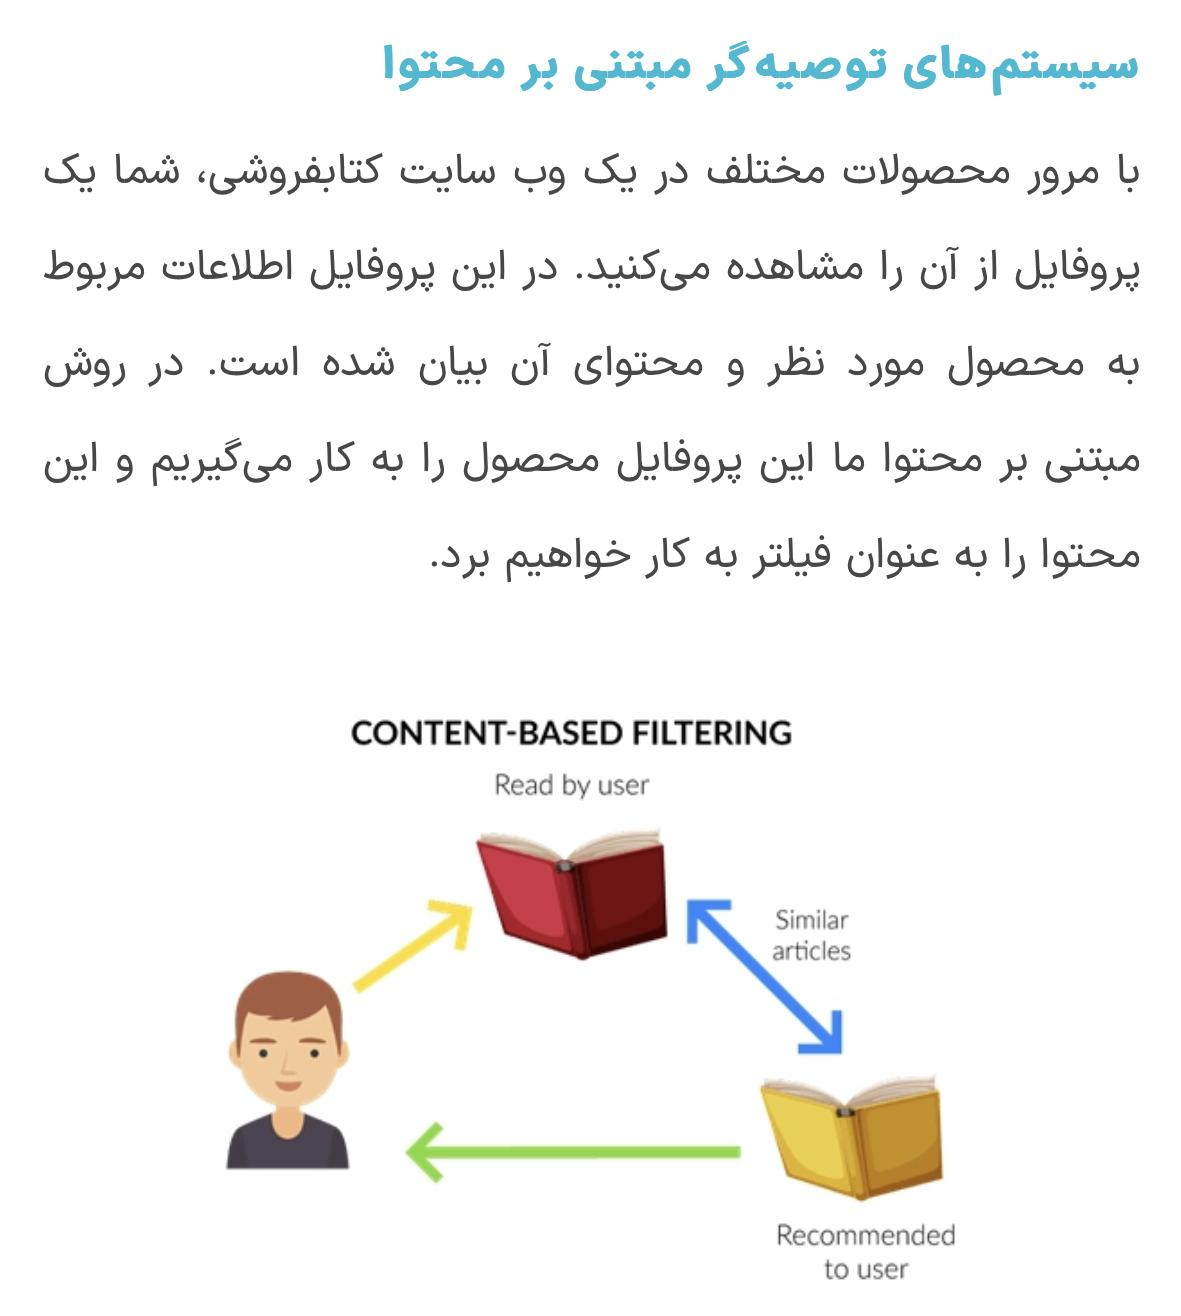 سیستم‌های توصیه‌گر مبتنی بر محتوا
با مرور محصولات مختلف در یک وب سایت کتابفروشی، شما یک
پروفایل از آن را مشاهده می‌کنید. در این پروفایل اطلاعات مربوط
به محصول مورد نظر و محتوای آن بیان شده است. در روش
مبتنی بر محتوا ما این پروفایل محصول را به کار می‌گیریم و این
محتوا را به عنوان فیلتر به کار خواهیم برد.
CONTENT-BASED FILTERING
Read by user
Similar
articles
Recommended
to user